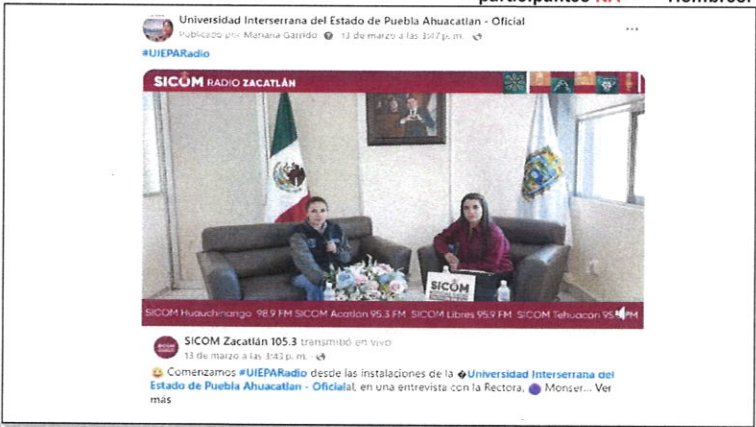 participantes NA Hombres:
Universidad Interserrana del Estado de Puebla Ahuacatlan - Oficial
Publicado por Mariana Garrido 13 de marzo a las 3:47 p. m.
#UIEPARadio
SICOM RADIO ZACATLÁN
SICOM
SICOM Huauchinango 98.9 FM SICOM Acatlán 95.3 FM SICOM Libres 95.9 FM SICOM Tehuacan 95 FM
SICOM Zacatlán 105.3 transmitió en vivo
13 de marzo a las 3:43 p. m.
😄 Comenzamos #UIEPARadio desde las instalaciones de la �Universidad Interserrana del
Estado de Puebla Ahuacatlan - Oficialal, en una entrevista con la Rectora, 🟣 Monser... Ver
más